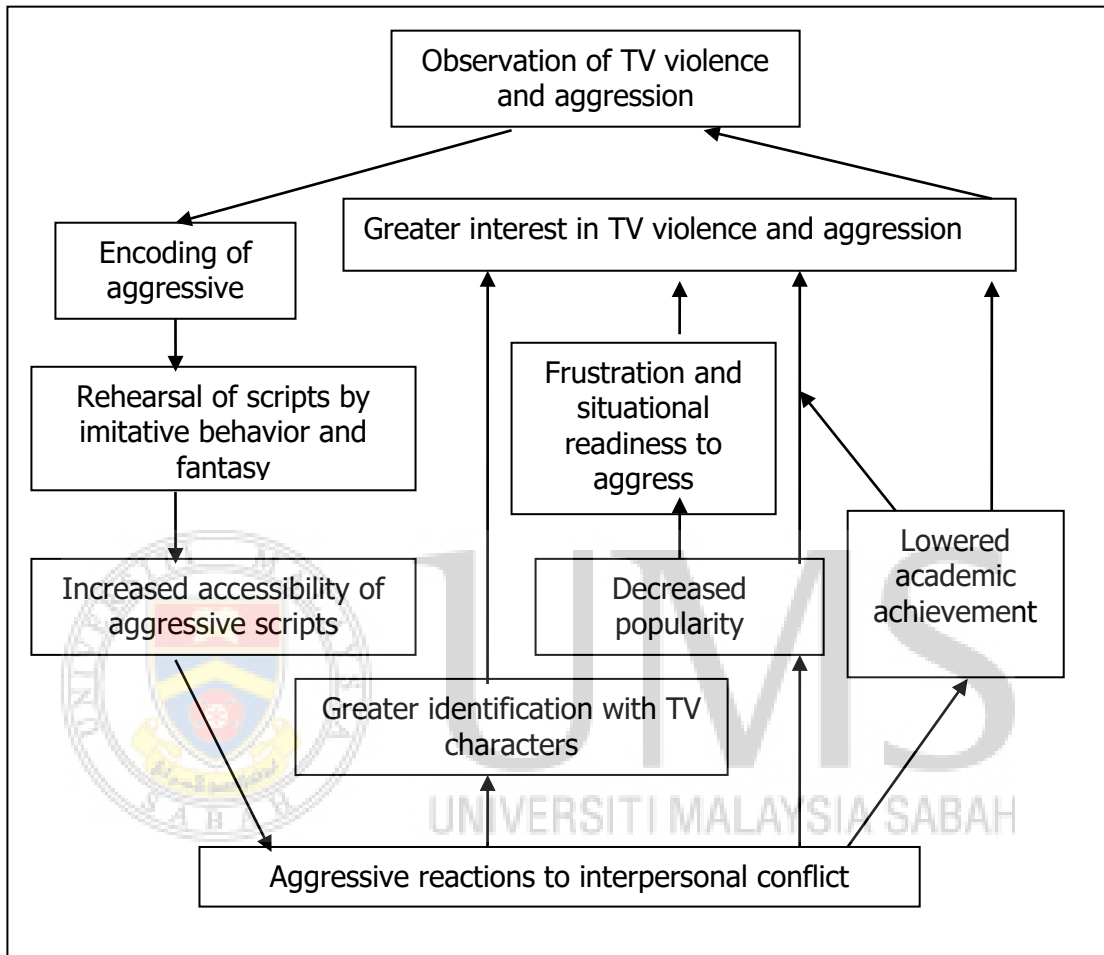 Observation of TV violence
and aggression
Greater interest in TV violence and aggression
Encoding of
aggressive
Rehearsal of scripts by
imitative behavior and
fantasy
Frustration and
situational
readiness to
aggress
Increased accessibility of
aggressive scripts
Decreased
popularity
Lowered
academic
achievement
Greater identification with TV
characters
Aggressive reactions to interpersonal conflict
UMS
UNIVERSITI MALAYSIA SABAH